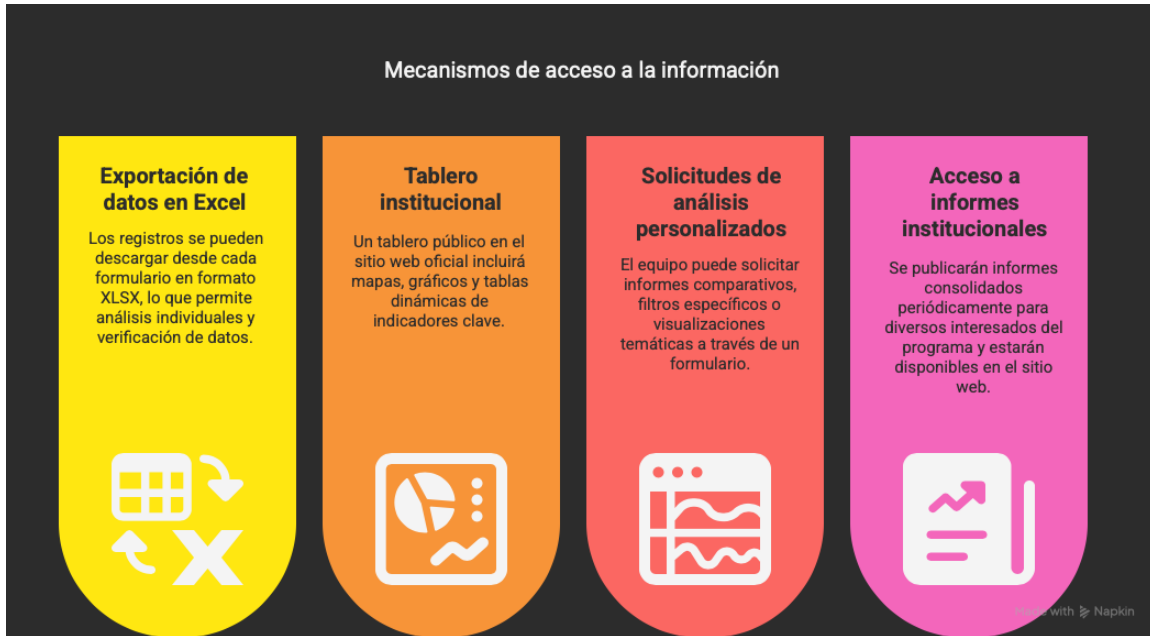 Mecanismos de acceso a la información
Exportación de
datos en Excel
Los registros se pueden
descargar desde cada
formulario en formato
XLSX, lo que permite
análisis individuales y
verificación de datos.
Tablero
institucional
Un tablero público en el
sitio web oficial incluirá
mapas, gráficos y tablas
dinámicas de
indicadores clave.
Solicitudes de
análisis
personalizados
El equipo puede solicitar
informes comparativos,
filtros específicos o
visualizaciones
temáticas a través de un
formulario.
Acceso a
informes
institucionales
Se publicarán informes
consolidados
periódicamente para
diversos interesados del
programa y estarán
disponibles en el sitio
web.
Made with Napkin